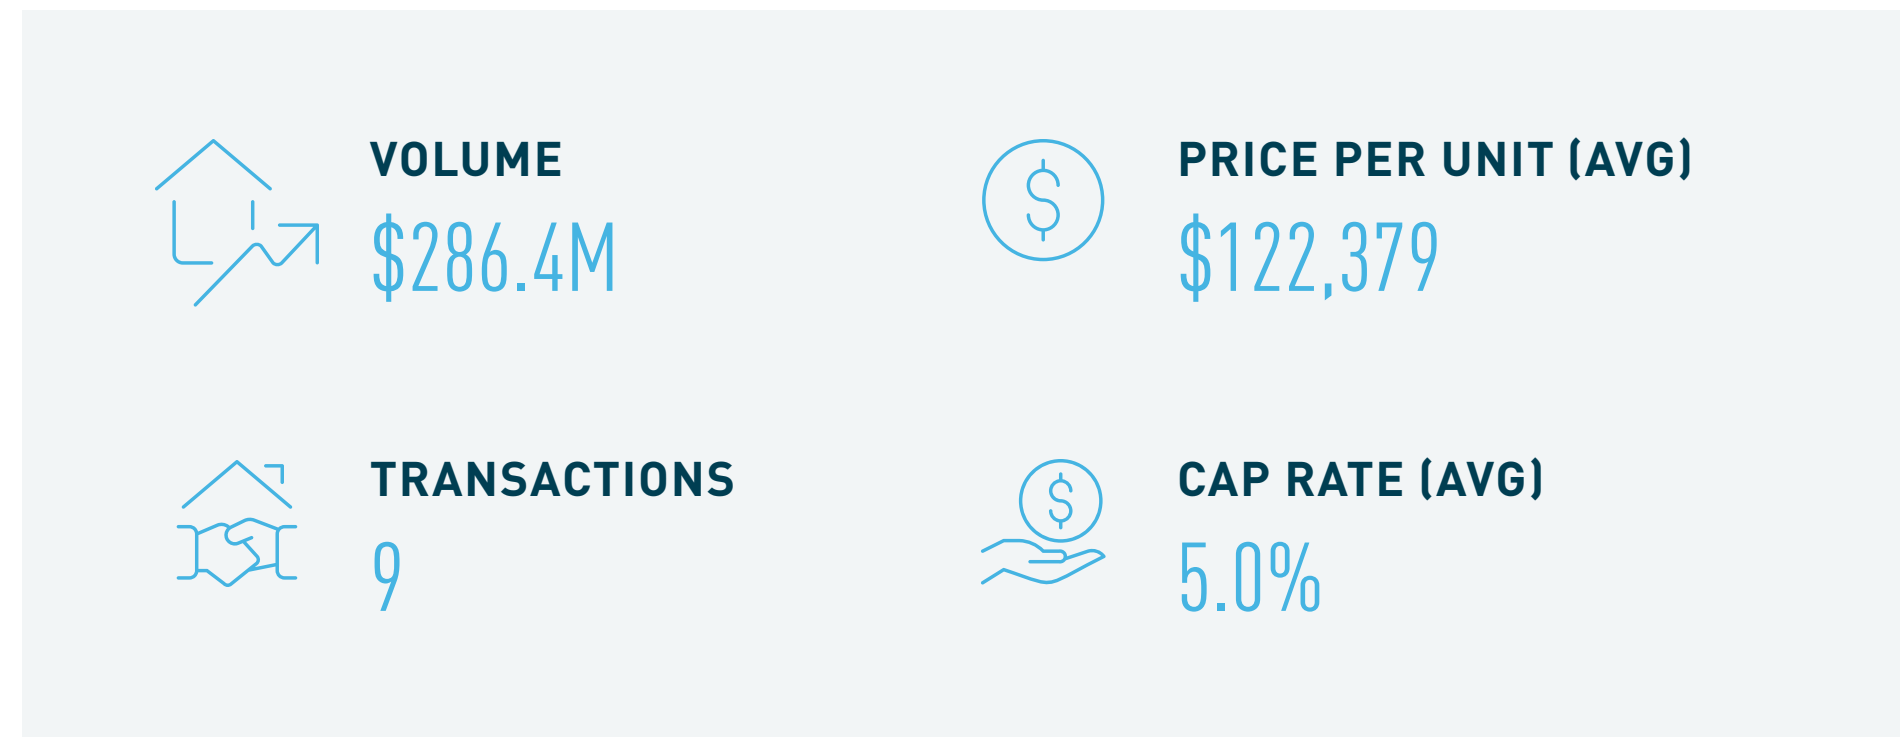 VOLUME
$286.4M
PRICE PER UNIT (AVG)
$122,379
TRANSACTIONS
9
CAP RATE (AVG)
5.0%